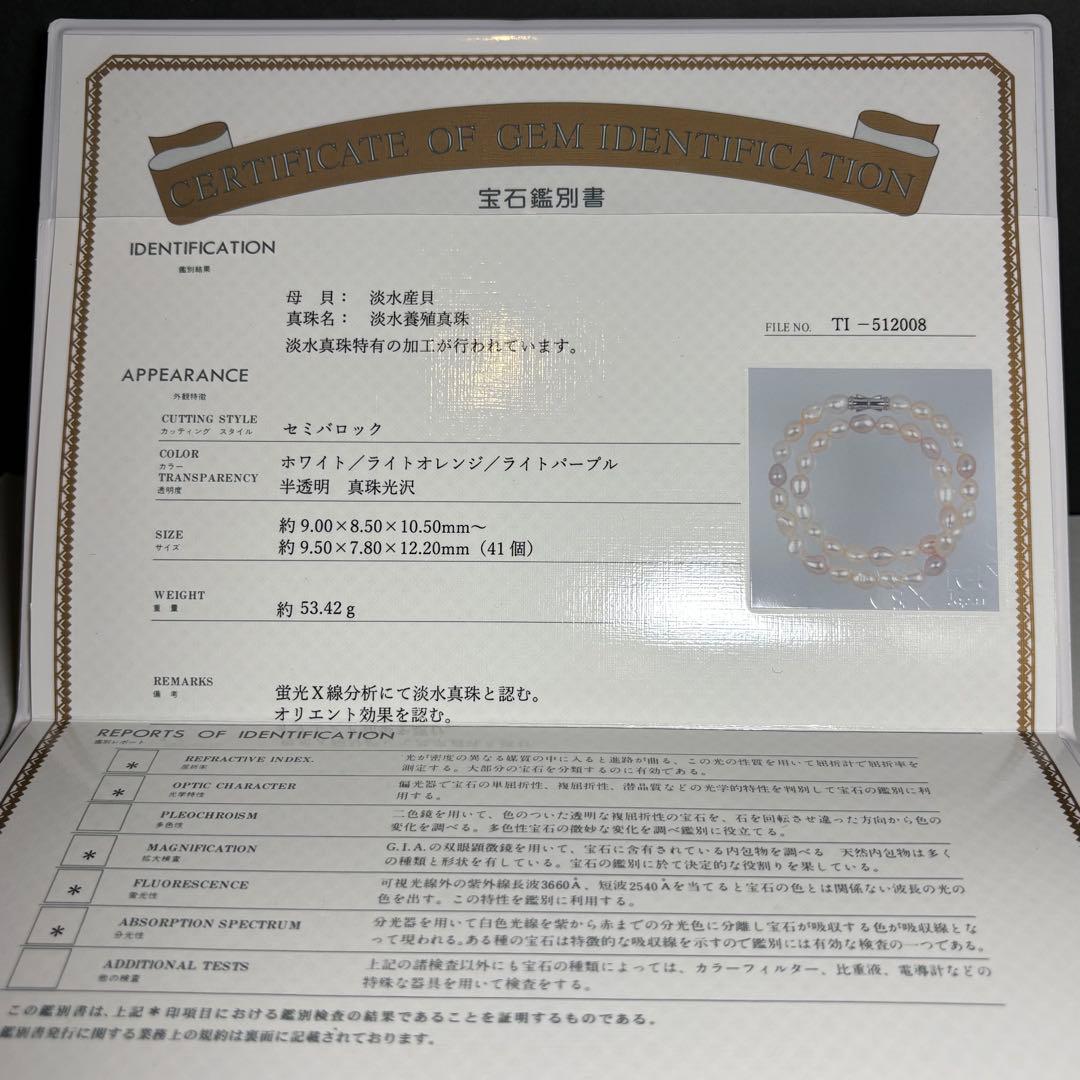 CERTIFICATE OF GEM IDENTIFICATION
宝石鑑別書
IDENTIFICATION
鑑別結果
母 貝： 淡水産貝
真珠名： 淡水養殖真珠
淡水真珠特有の加工が行われています。
FILE NO. TI－512008
APPEARANCE
外観特徴
CUTTING STYLE
カッティング スタイル
セミバロック
COLOR
カラー
ホワイト／ライトオレンジ／ライトパープル
TRANSPARENCY
透明度
半透明 真珠光沢
SIZE
サイズ
約 9.00×8.50×10.50mm～
約 9.50×7.80×12.20mm（41 個）
WEIGHT
重 量
約 53.42 g
REMARKS
備 考
蛍光Ｘ線分析にて淡水真珠と認む。
オリエント効果を認む。
Japan
REPORTS OF IDENTIFICATION
鑑別レポート
* REFRACTIVE INDEX.
屈折率
光が密度の異なる媒質の中に入ると進路が曲る、この光の性質を用いて屈折計で屈折率を
測定する。大部分の宝石を分類するのに有効である。
* OPTIC CHARACTER
光学特性
偏光器で宝石の単屈折性、複屈折性、潜晶質などの光学的特性を判別して宝石の鑑別に利
用する。
PLEOCHROISM
多色性
二色鏡を用いて、色のついた透明な複屈折性の宝石を、石を回転させ違った方向から色の
変化を調べる。多色性宝石の微妙な変化を調べ鑑別に役立てる。
* MAGNIFICATION
拡大検査
G.I.A.の双眼顕微鏡を用いて、宝石に含有されている内包物を調べる 天然内包物は多く
の種類と形状を有している。宝石の鑑別に於て決定的な役割りを果している。
* FLUORESCENCE
蛍光性
可視光線外の紫外線長波3660Å、短波2540Åを当てると宝石の色とは関係ない波長の光の
色を出す。この特性を鑑別に利用する。
* ABSORPTION SPECTRUM
分光性
分光器を用いて白色光線を紫から赤までの分光色に分離し宝石が吸収する色が吸収線とな
って現われる。ある種の宝石は特徴的な吸収線を示すので鑑別には有効な検査の一つである。
ADDITIONAL TESTS
他の検査
上記の諸検査以外にも宝石の種類によっては、カラーフィルター、比重液、電導計などの
特殊な器具を用いて検査をする。
この鑑別書は、上記＊印項目における鑑別検査の結果であることを証明するものである。
鑑別書発行に関する業務上の規約は裏面に記載されております。